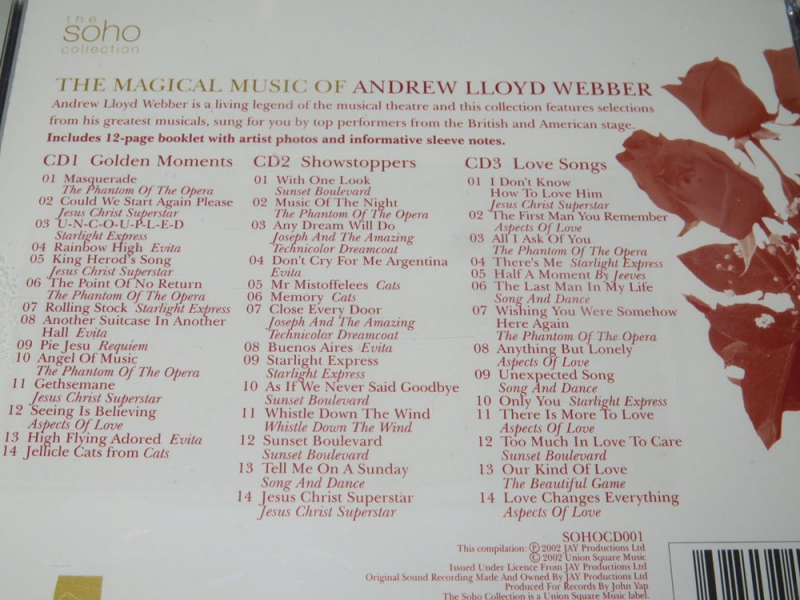 the
soho
collection
THE MAGICAL MUSIC OF ANDREW LLOYD WEBBER
Andrew Lloyd Webber is a living legend of the musical theatre and this collection features selections
from his greatest musicals, sung for you by top performers from the British and American stage.
Includes 12-page booklet with artist photos and informative sleeve notes.
CD1 Golden Moments
01 Masquerade
The Phantom Of The Opera
02 Could We Start Again Please
Jesus Christ Superstar
03 U-N-C-O-U-P-L-E-D
Starlight Express
04 Rainbow High Evita
05 King Herod's Song
Jesus Christ Superstar
06 The Point Of No Return
The Phantom Of The Opera
07 Rolling Stock Starlight Express
08 Another Suitcase In Another
Hall Evita
09 Pie Jesu Requiem
10 Angel Of Music
The Phantom Of The Opera
11 Gethsemane
Jesus Christ Superstar
12 Seeing Is Believing
Aspects Of Love
13 High Flying Adored Evita
14 Jellicle Cats from Cats
CD2 Showstoppers
01 With One Look
Sunset Boulevard
02 Music Of The Night
The Phantom Of The Opera
03 Any Dream Will Do
Joseph And The Amazing
Technicolor Dreamcoat
04 Don't Cry For Me Argentina
Evita
05 Mr Mistoffelees Cats
06 Memory Cats
07 Close Every Door
Joseph And The Amazing
Technicolor Dreamcoat
08 Buenos Aires Evita
09 Starlight Express
Starlight Express
10 As If We Never Said Goodbye
Sunset Boulevard
11 Whistle Down The Wind
Whistle Down The Wind
12 Sunset Boulevard
Sunset Boulevard
13 Tell Me On A Sunday
Song And Dance
14 Jesus Christ Superstar
Jesus Christ Superstar
CD3 Love Songs
01 I Don't Know
How To Love Him
Jesus Christ Superstar
02 The First Man You Remember
Aspects Of Love
03 All I Ask Of You
The Phantom Of The Opera
04 There's Me Starlight Express
05 Half A Moment By Jeeves
06 The Last Man In My Life
Song And Dance
07 Wishing You Were Somehow
Here Again
The Phantom Of The Opera
08 Anything But Lonely
Aspects Of Love
09 Unexpected Song
Song And Dance
10 Only You Starlight Express
11 There Is More To Love
Aspects Of Love
12 Too Much In Love To Care
Sunset Boulevard
13 Our Kind Of Love
The Beautiful Game
14 Love Changes Everything
Aspects Of Love
SOHOCD001
This compilation: ℗ 2002 JAY Productions Ltd
© 2002 Union Square Music
Issued Under Licence From JAY Productions Ltd
Original Sound Recording Made And Owned By JAY Productions Ltd
Produced For Records By John Yap
The Soho Collection is a Union Square Music label.